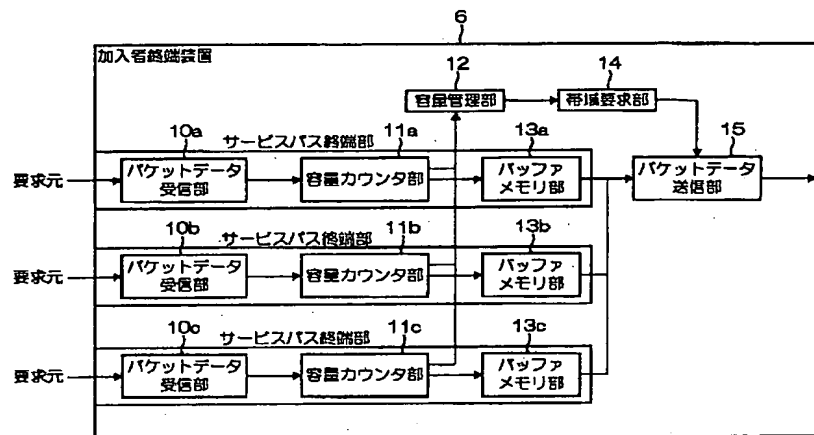 6
加入者終端装置
12
14
容量管理部
帯域要求部
10a
サービスパス終端部
11a
13a
15
要求元
パケットデータ
受信部
容量カウンタ部
バッファ
メモリ部
パケットデータ
送信部
10b
サービスパス終端部
11b
13b
要求元
パケットデータ
受信部
容量カウンタ部
バッファ
メモリ部
10c
サービスパス終端部
11c
13c
要求元
パケットデータ
受信部
容量カウンタ部
バッファ
メモリ部